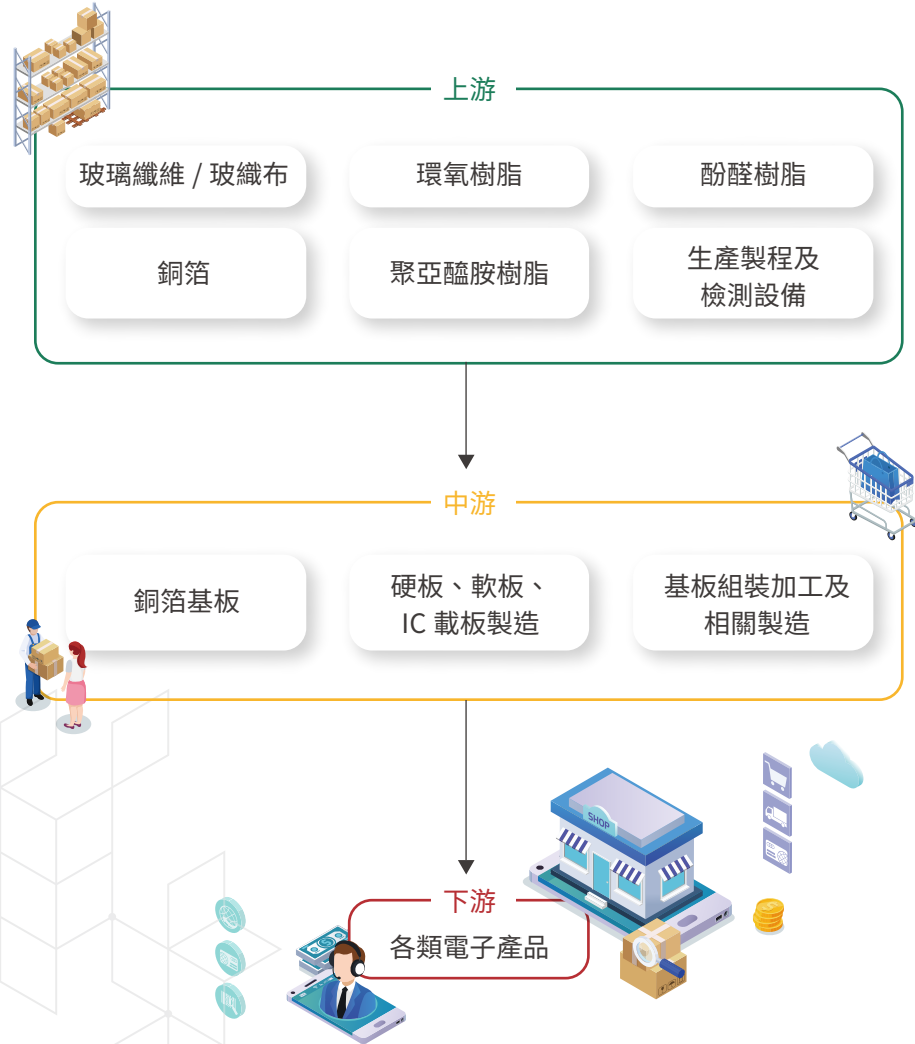 上游
玻璃纖維 / 玻織布
環氧樹脂
酚醛樹脂
銅箔
聚亞醯胺樹脂
生產製程及
檢測設備
中游
銅箔基板
硬板、軟板、
IC 載板製造
基板組裝加工及
相關製造
SHOP
下游
各類電子產品